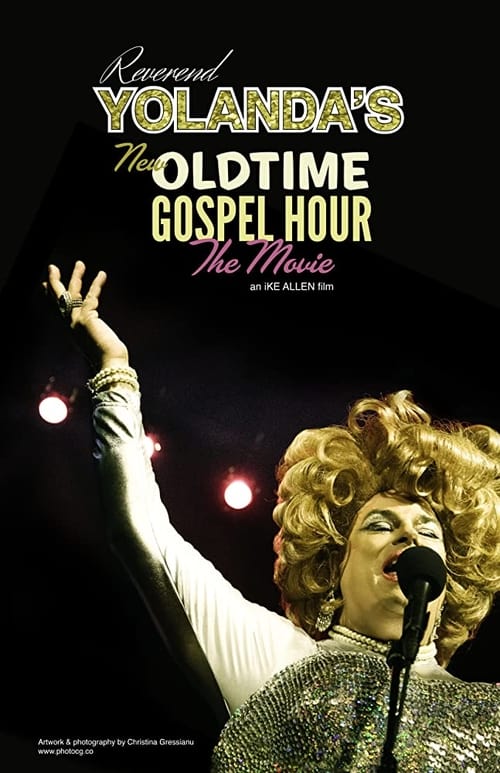 Reverend
YOLANDA'S
New OLDTIME
GOSPEL HOUR
The Movie
an iKE ALLEN film
Artwork & photography by Christina Gressianu
www.photocg.co